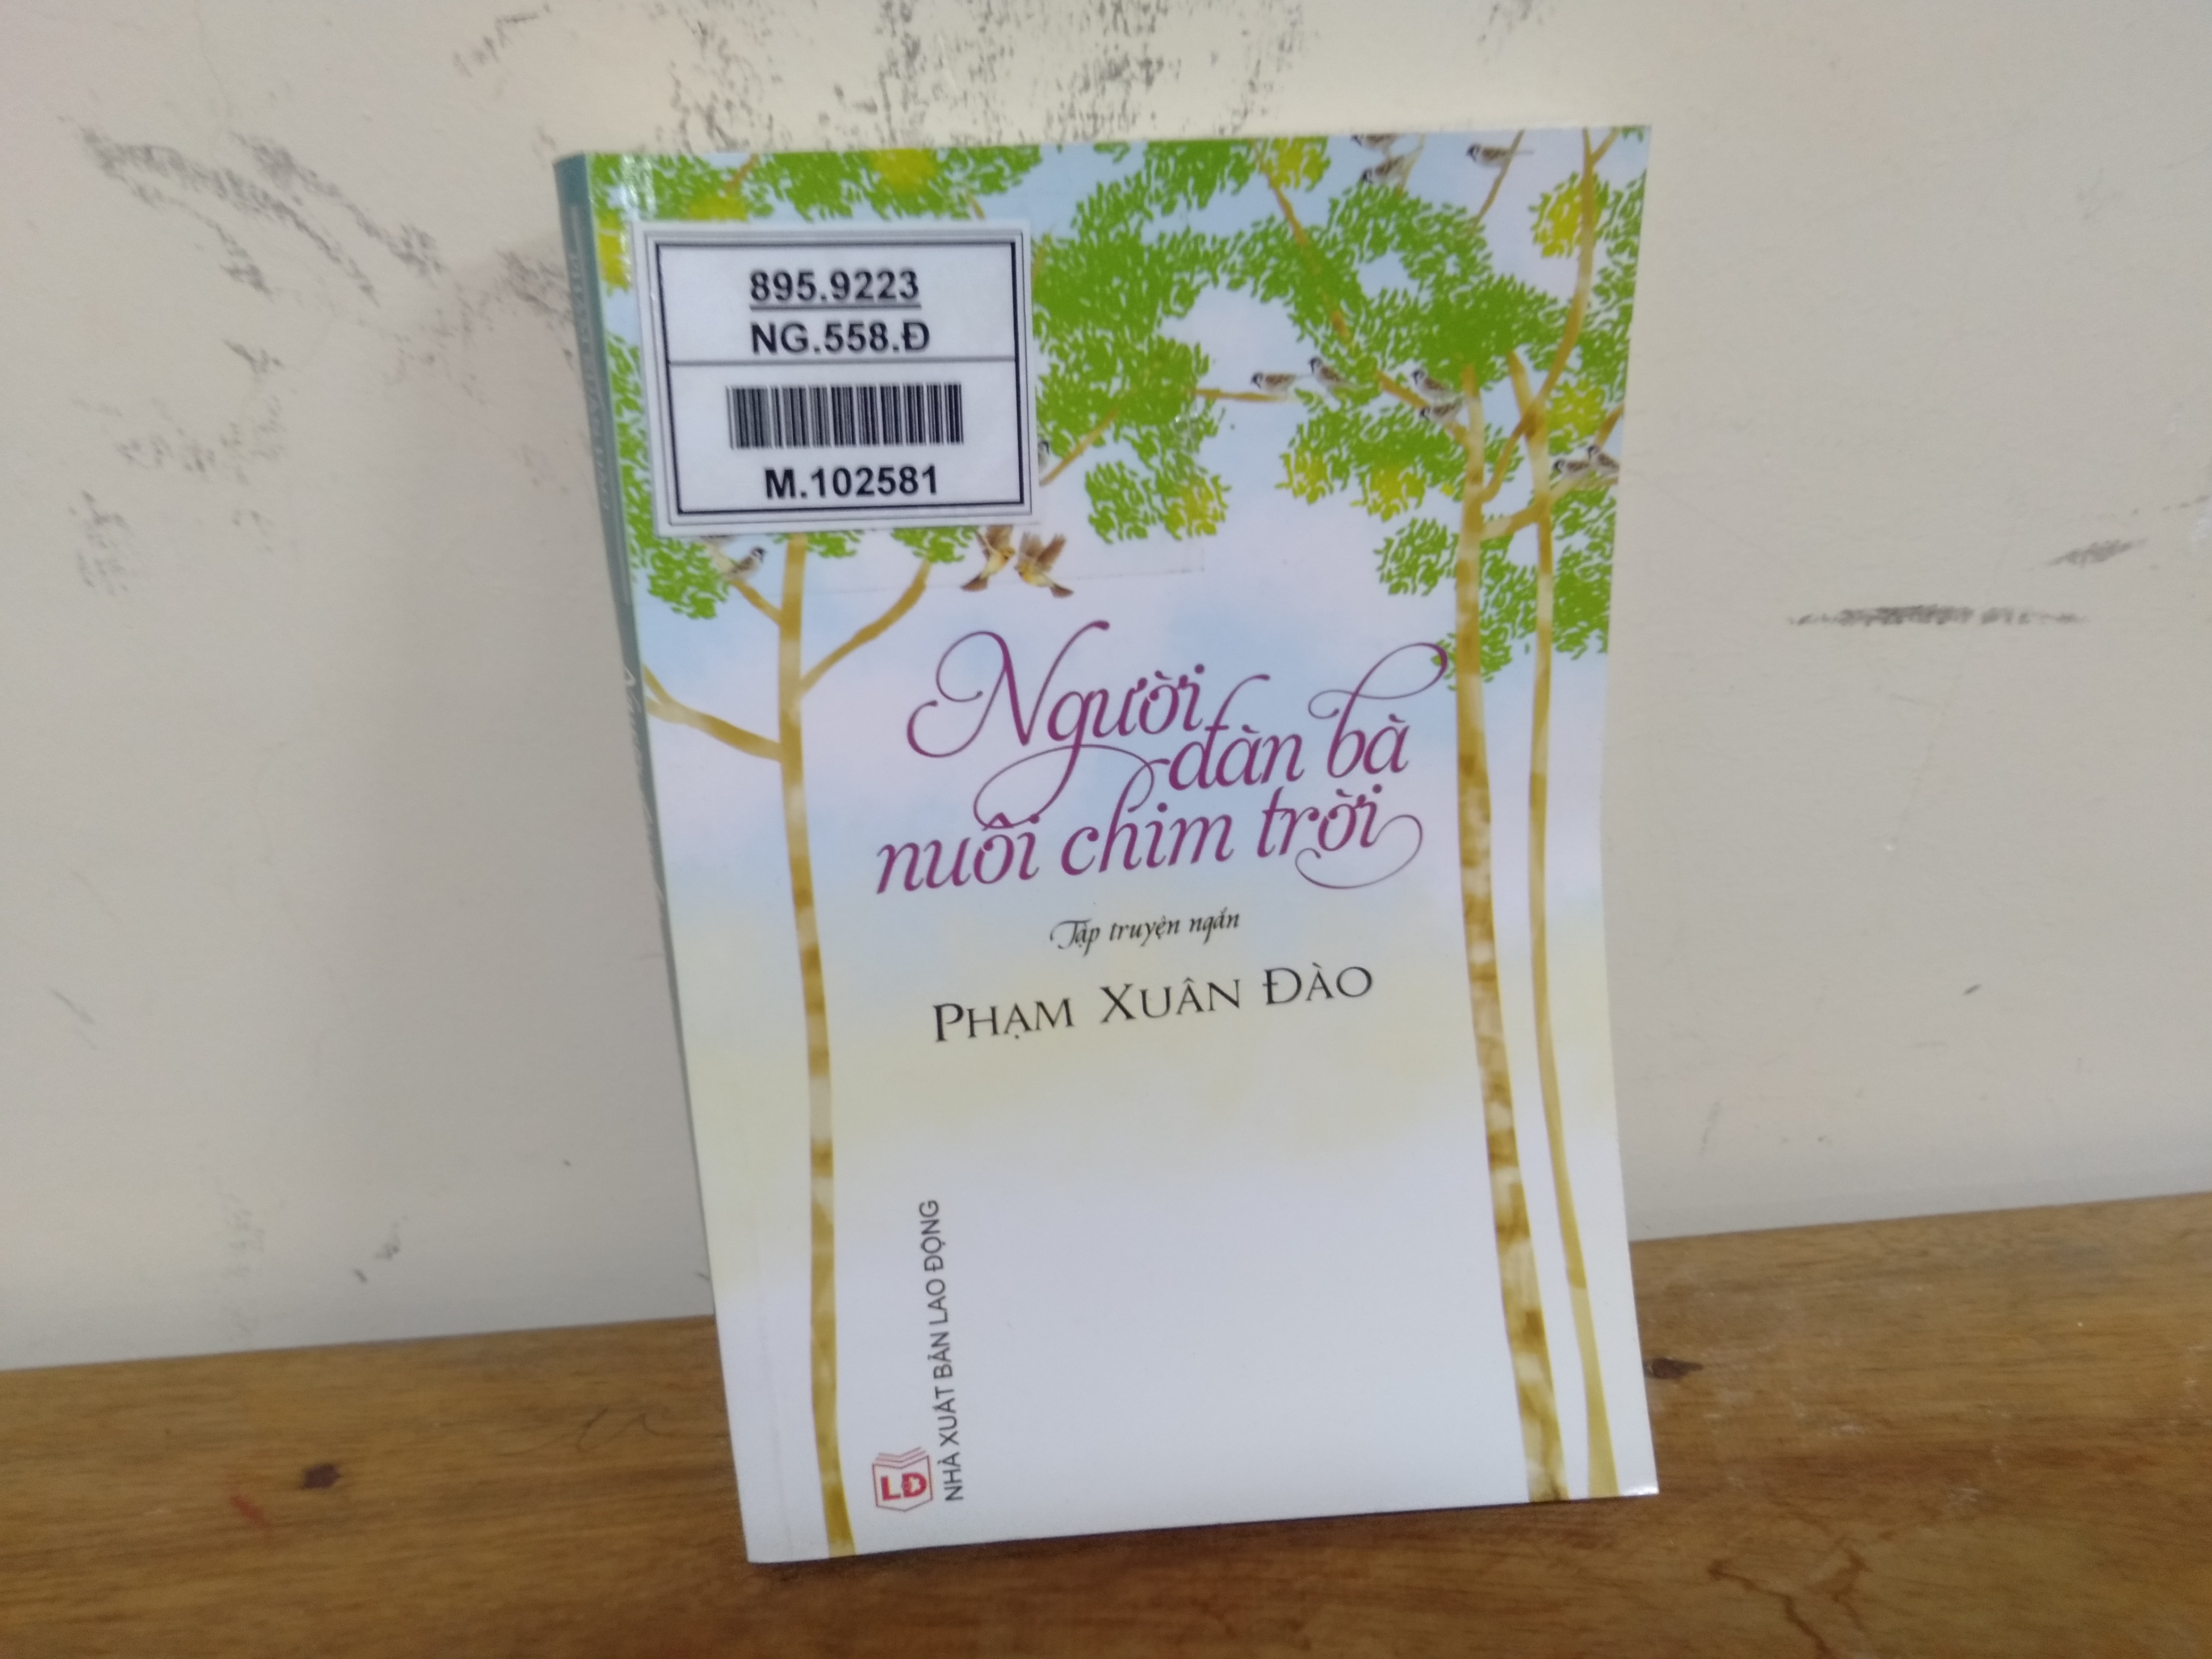 895.9223
NG.558.Đ
M.102581
Người
đàn bà
nuôi chim trời
Tập truyện ngắn
PHẠM XUÂN ĐÀO
NHÀ XUẤT BẢN LAO ĐỘNG
LĐ